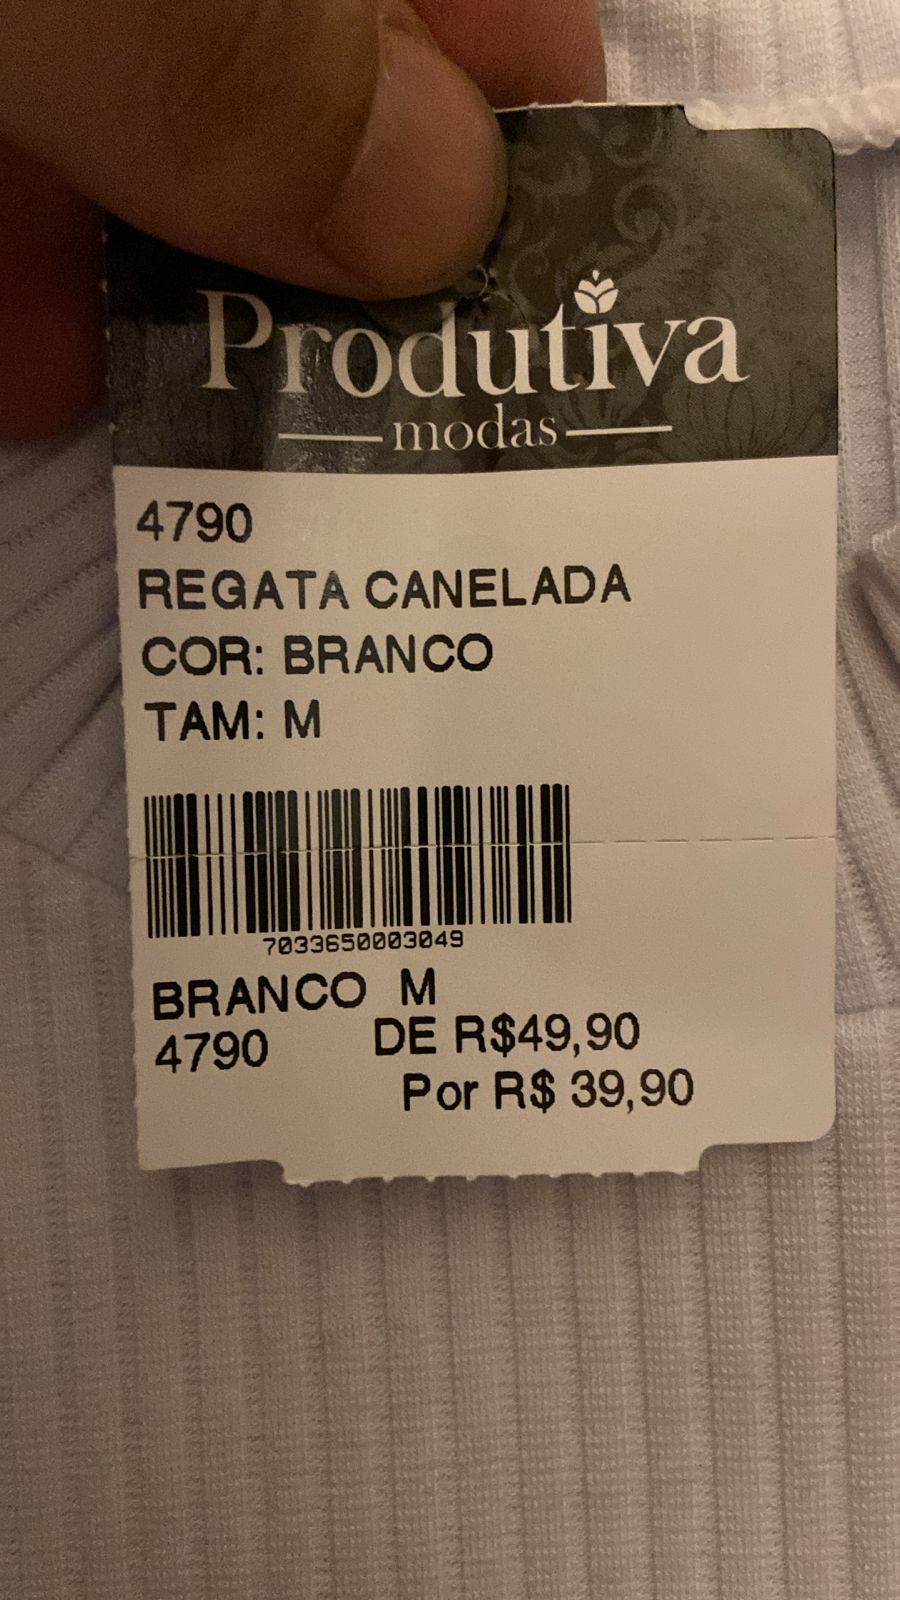 Produtiva
modas
4790
REGATA CANELADA
COR: BRANCO
TAM: M
7033650003049
BRANCO M
4790 DE R$49,90
Por R$ 39,90